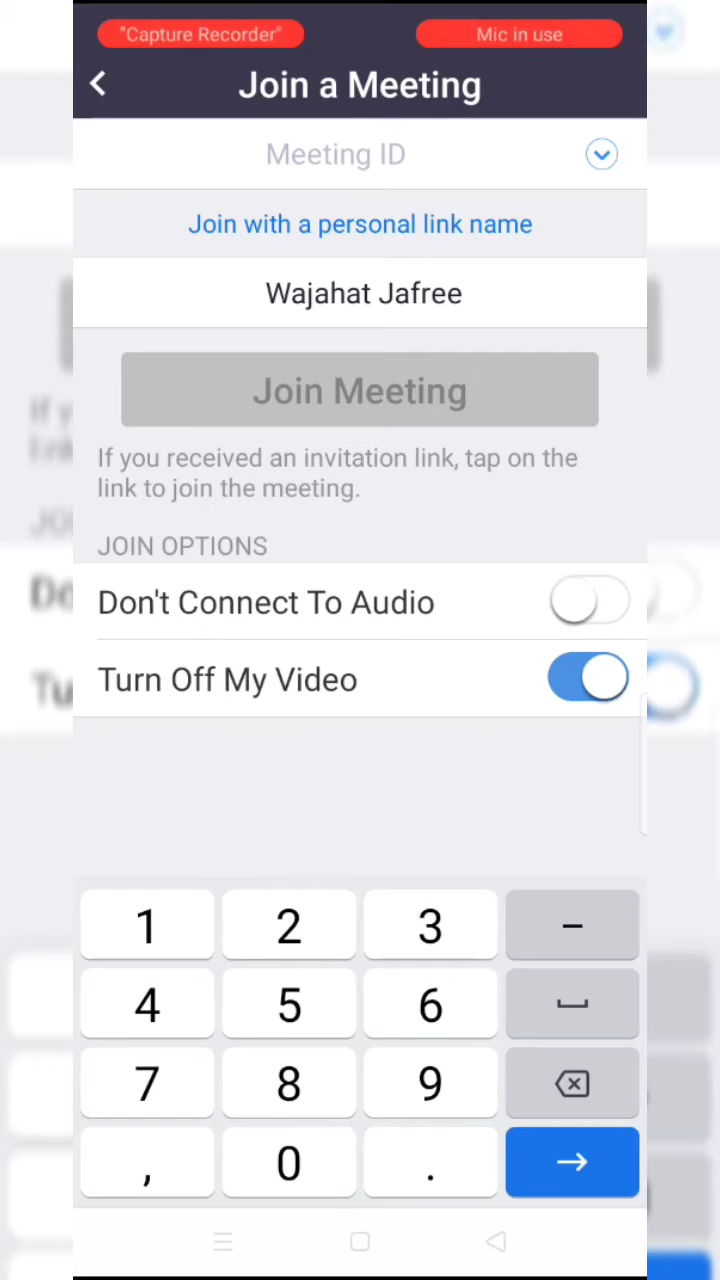 "Capture Recorder"
Mic in use
Join a Meeting
Meeting ID
Join with a personal link name
Wajahat Jafree
Join Meeting
If you received an invitation link, tap on the
link to join the meeting.
JOIN OPTIONS
Don't Connect To Audio
Turn Off My Video
1 2 3 –
4 5 6
7 8 9
, 0 .